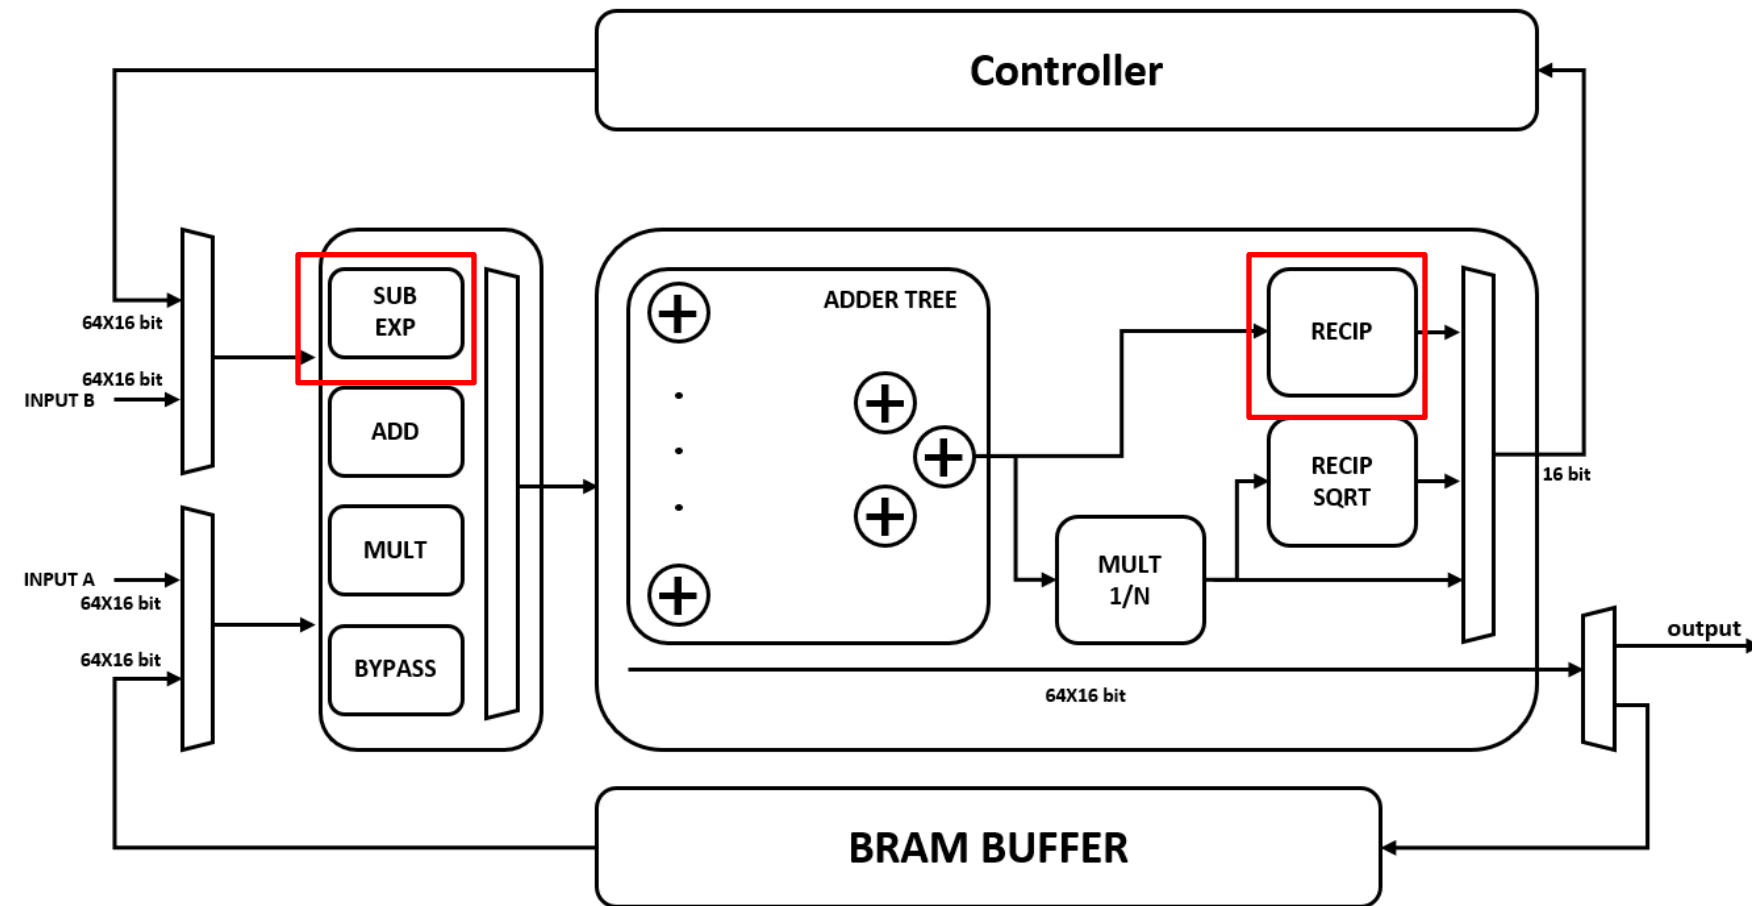 Controller
64X16 bit
64X16 bit
INPUT B
INPUT A
64X16 bit
64X16 bit
SUB
EXP
ADD
MULT
BYPASS
ADDER TREE
MULT
1/N
RECIP
RECIP
SQRT
16 bit
64X16 bit
output
BRAM BUFFER